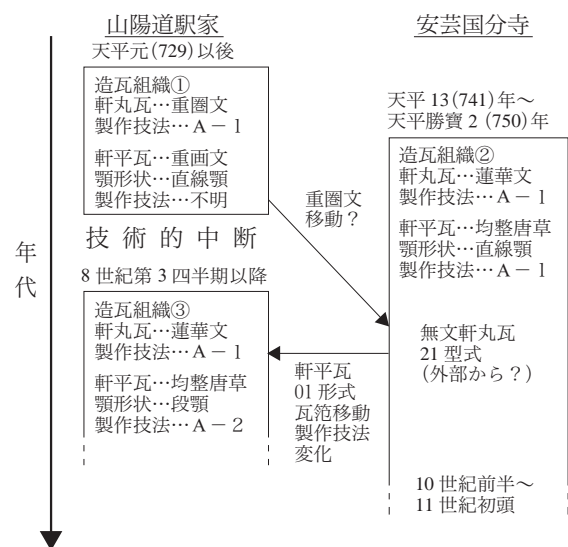 山陽道駅家
天平元(729)以後
造瓦組織①
軒丸瓦…重圏文
製作技法…A－1
軒平瓦…重画文
顎形状…直線顎
製作技法…不明
技術的中断
8世紀第3四半期以降
造瓦組織③
軒丸瓦…蓮華文
製作技法…A－1
軒平瓦…均整唐草
顎形状…段顎
製作技法…A－2
年代
重圏文
移動？
軒平瓦
01形式
瓦笵移動
製作技法
変化
安芸国分寺
天平13(741)年～
天平勝寶2(750)年
造瓦組織②
軒丸瓦…蓮華文
製作技法…A－1
軒平瓦…均整唐草
顎形状…直線顎
製作技法…A－1
無文軒丸瓦
21型式
(外部から？)
10世紀前半～
11世紀初頭